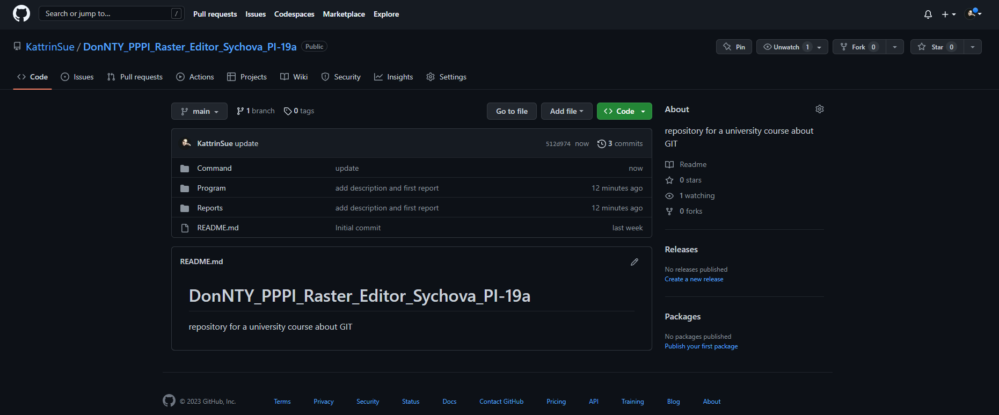 Search or jump to... /
Pull requests Issues Codespaces Marketplace Explore
KattrinSue / DonNTY_PPPI_Raster_Editor_Sychova_PI-19a Public
Pin Unwatch 1 Fork 0 Star 0
Code Issues Pull requests Actions Projects Wiki Security Insights Settings
main 1 branch 0 tags Go to file Add file Code
KattrinSue update 512d974 now 3 commits
Command update now
Program add description and first report 12 minutes ago
Reports add description and first report 12 minutes ago
README.md Initial commit last week
README.md
DonNTY_PPPI_Raster_Editor_Sychova_PI-19a
repository for a university course about GIT
About
repository for a university course about
GIT
Readme
0 stars
1 watching
0 forks
Releases
No releases published
Create a new release
Packages
No packages published
Publish your first package
© 2023 GitHub, Inc. Terms Privacy Security Status Docs Contact GitHub Pricing API Training Blog About